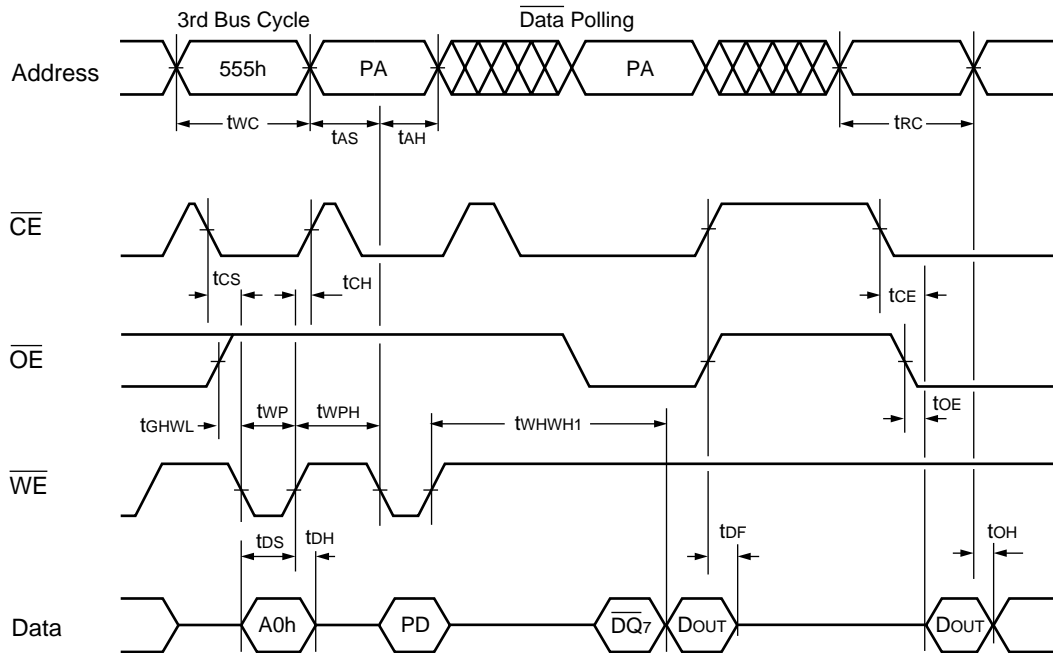 3rd Bus Cycle
Data Polling
Address
555h
PA
PA
tWC
tAS
tAH
tRC
CE
tCS
tCH
tCE
OE
tGHWL
tWP
tWPH
tWHWH1
tOE
WE
tDS
tDH
tDF
tOH
Data
A0h
PD
DQ7
DOUT
DOUT